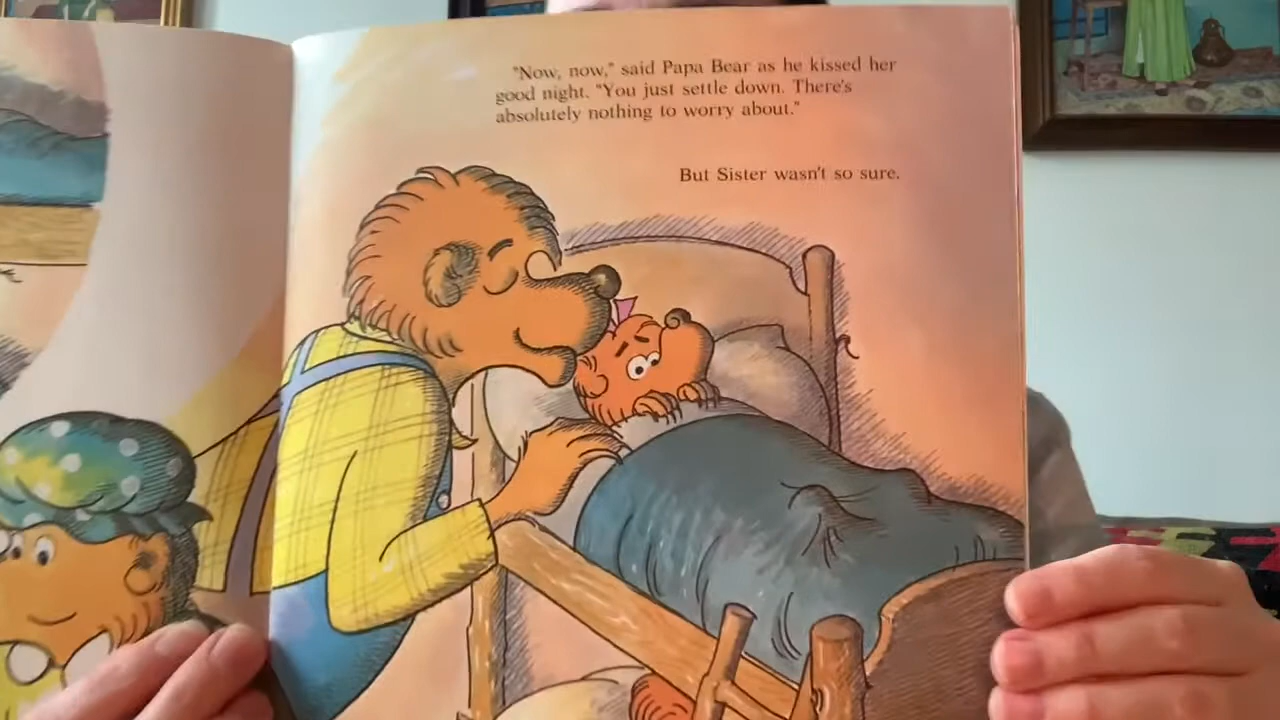 "Now, now," said Papa Bear as he kissed her
good night. "You just settle down. There's
absolutely nothing to worry about."
But Sister wasn't so sure.